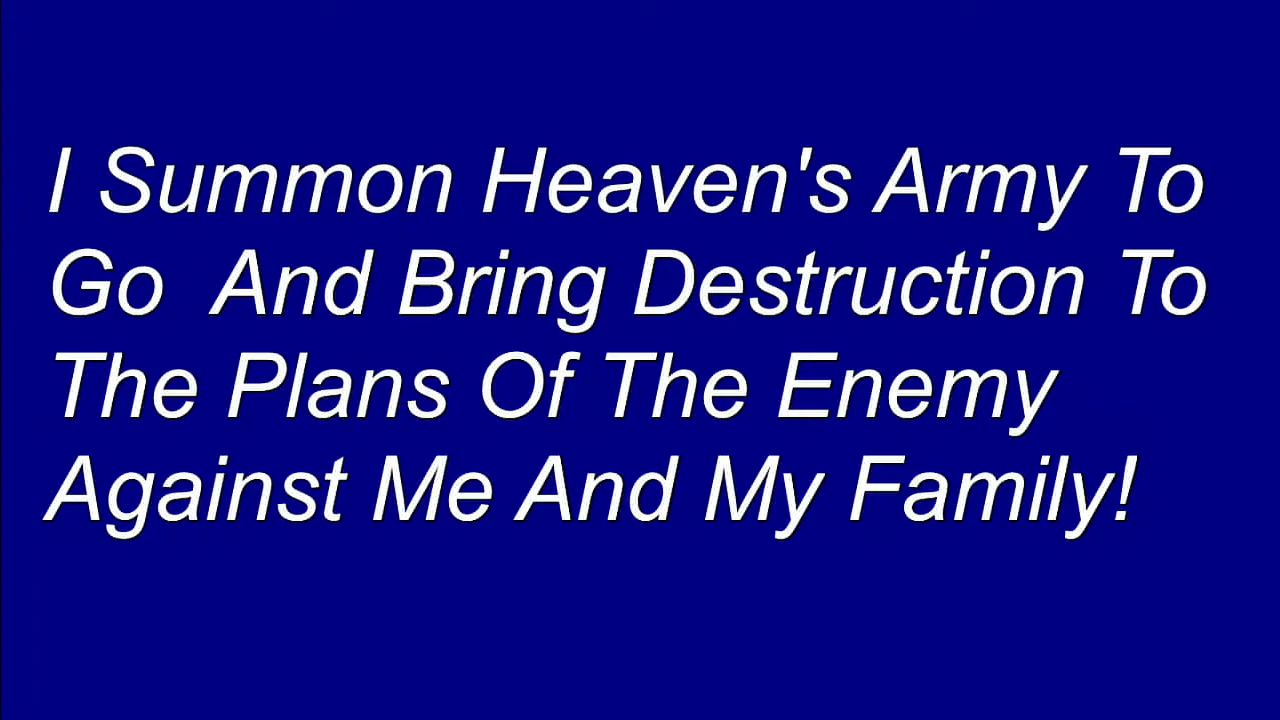 I Summon Heaven's Army To
Go  And Bring Destruction To
The Plans Of The Enemy
Against Me And My Family!